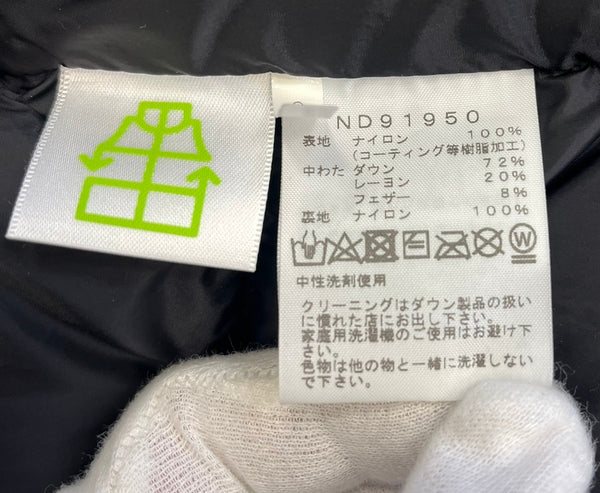 ND91950
表地 ナイロン 100%
(コーティング等樹脂加工)
中わた ダウン 72%
レーヨン 20%
フェザー 8%
裏地 ナイロン 100%
W
中性洗剤使用
クリーニングはダウン製品の扱い
に慣れた店にお出し下さい。
家庭用洗濯機のご使用はお避け
下さい。
色物は他の物と一緒に洗濯しない
で下さい。